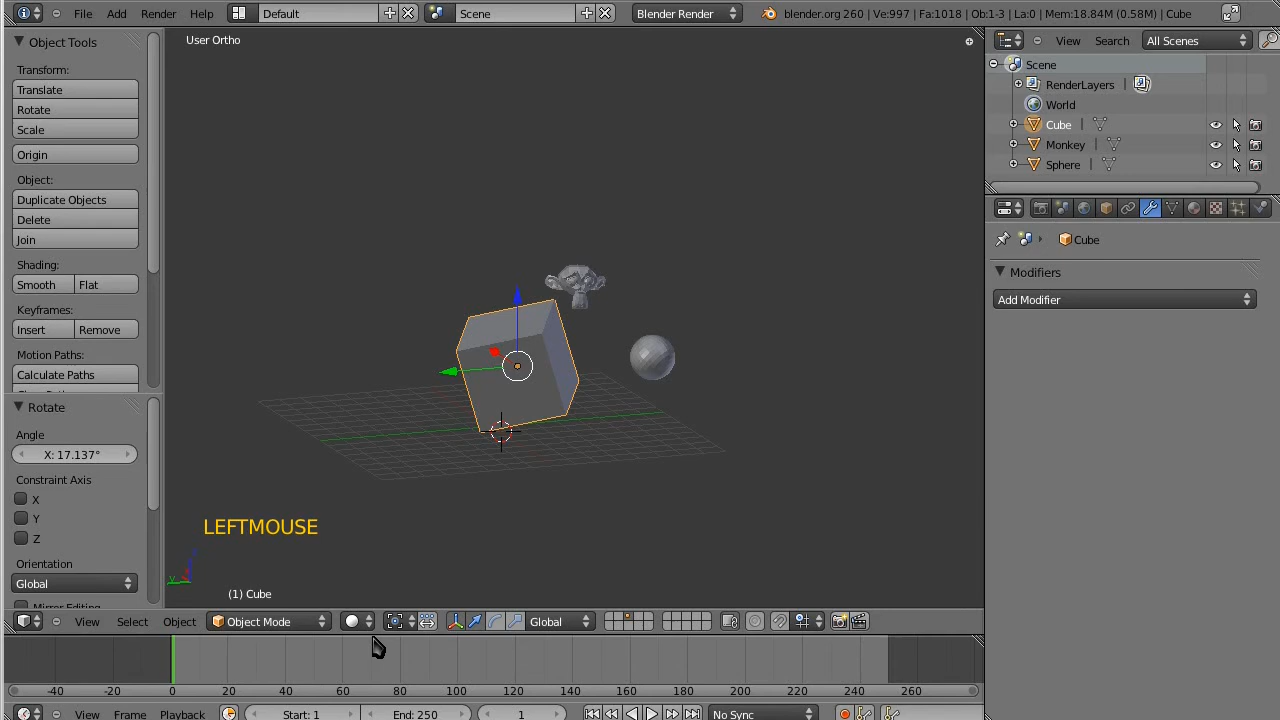 File Add Render Help Default Scene Blender Render blender.org 260 | Ve:997 | Fa:1018 | Ob:1-3 | La:0 | Mem:18.84M (0.58M) | Cube
Object Tools
Transform:
Translate
Rotate
Scale
Origin
Object:
Duplicate Objects
Delete
Join
Shading:
Smooth Flat
Keyframes:
Insert Remove
Motion Paths:
Calculate Paths
Rotate
Angle
X: 17.137°
Constraint Axis
X
Y
Z
Orientation
Global
Mirror Editing
User Ortho
LEFTMOUSE
(1) Cube
View Select Object Object Mode Global
-40 -20 0 20 40 60 80 100 120 140 160 180 200 220 240 260
View Frame Playback Start: 1 End: 250 1 No Sync
View Search All Scenes
Scene
RenderLayers |
World
Cube |
Monkey |
Sphere |
Cube
Modifiers
Add Modifier